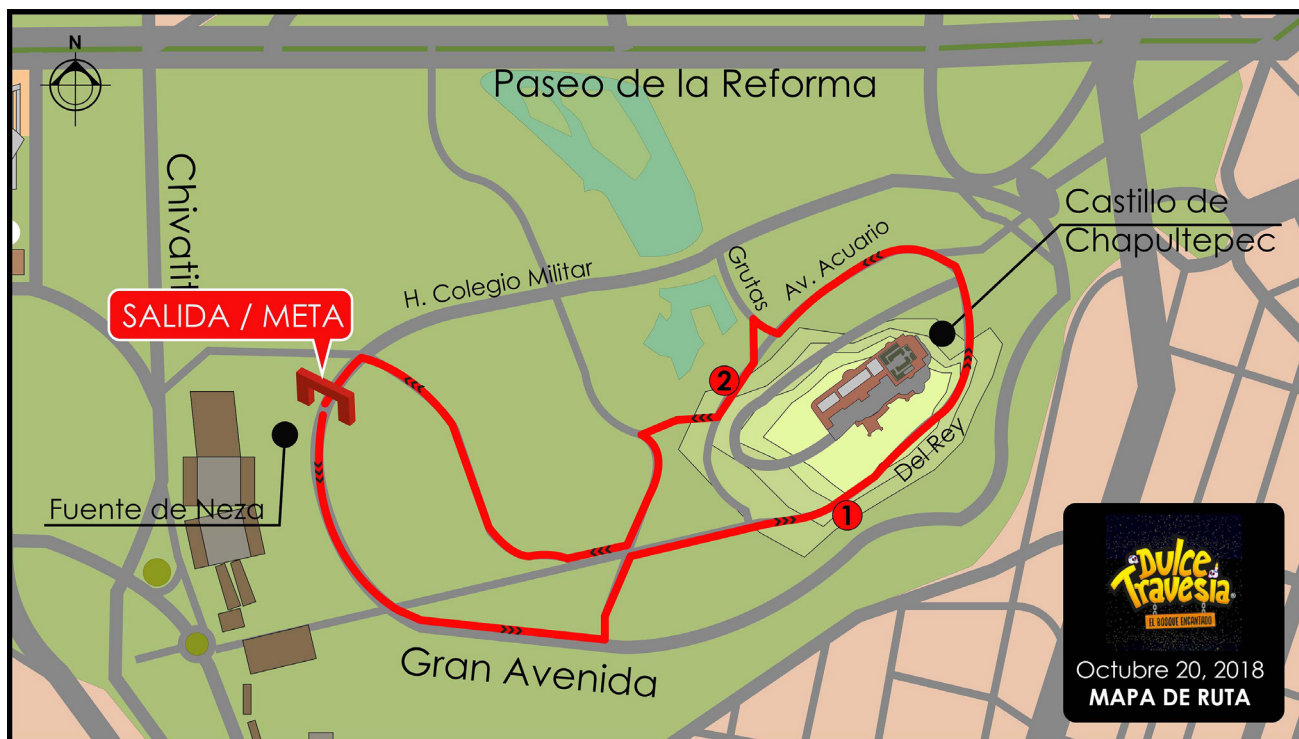 N
Paseo de la Reforma
Chivatit
Castillo de
Chapultepec
Grutas
Av. Acuario
H. Colegio Militar
SALIDA / META
2
Del Rey
1
Fuente de Neza
Gran Avenida
Dulce
Travesía
EL BOSQUE ENCANTADO
Octubre 20, 2018
MAPA DE RUTA